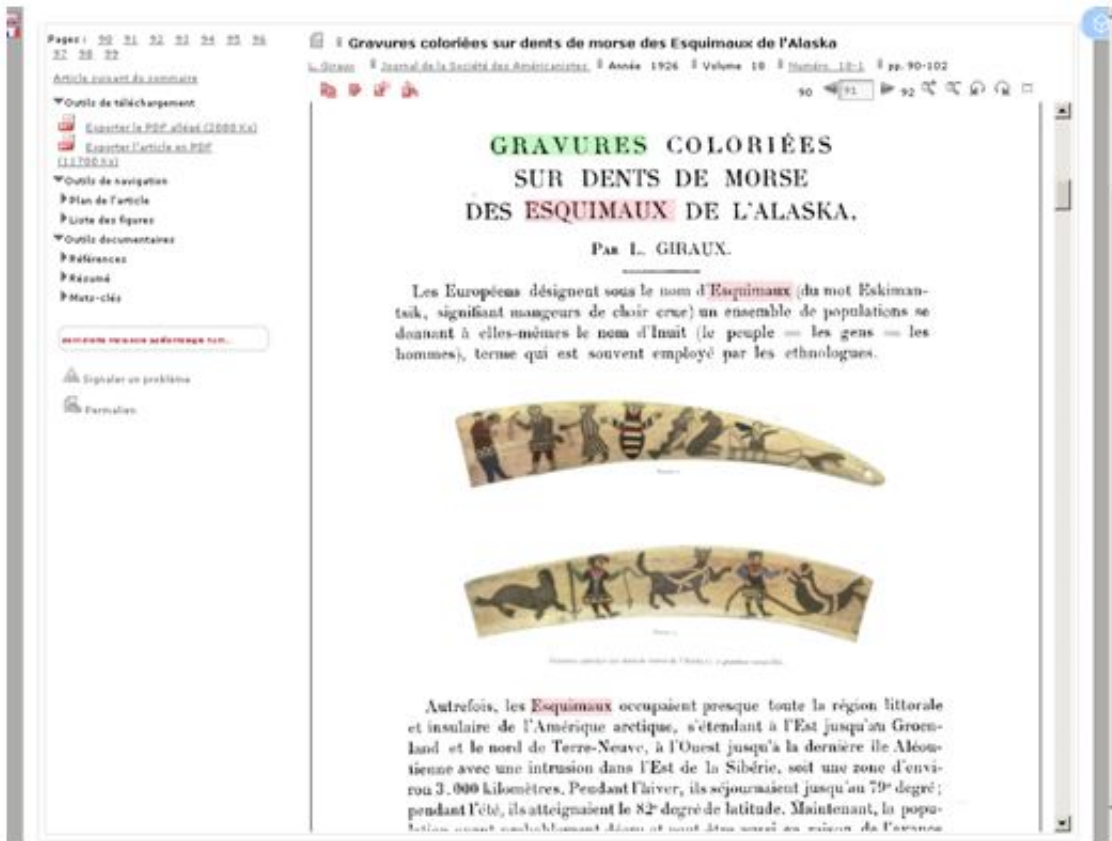 Pages : 90 91 92 93 94 95 96
97 98 99
Article suivant du sommaire
Outils de téléchargement
Exporter le PDF allégé (2080 Ko)
Exporter l'article en PDF
(11700 Ko)
Outils de navigation
Plan de l'article
Liste des figures
Outils documentaires
Références
Résumé
Mots-clés
Signaler un problème
Permalien
Gravures coloriées sur dents de morse des Esquimaux de l'Alaska
L. Giraux Journal de la Société des Américanistes Année 1926 Volume 18 Numéro 18-1 pp. 90-102
90 91 92
GRAVURES COLORIÉES
SUR DENTS DE MORSE
DES ESQUIMAUX DE L'ALASKA.
PAR L. GIRAUX.
Les Européens désignent sous le nom d'Esquimaux (du mot Eskiman-
tsik, signifiant mangeurs de chair crue) un ensemble de populations se
donnant à elles-mêmes le nom d'Inuit (le peuple = les gens = les
hommes), terme qui est souvent employé par les ethnologues.
Autrefois, les Esquimaux occupaient presque toute la région littorale
et insulaire de l'Amérique arctique, s'étendant à l'Est jusqu'au Groen-
land et le nord de Terre-Neuve, à l'Ouest jusqu'à la dernière île Aléou-
tienne avec une intrusion dans l'Est de la Sibérie, soit une zone d'envi-
ron 3.000 kilomètres. Pendant l'hiver, ils séjournaient jusqu'au 79e degré ;
pendant l'été, ils atteignaient le 82e degré de latitude. Maintenant, la popu-